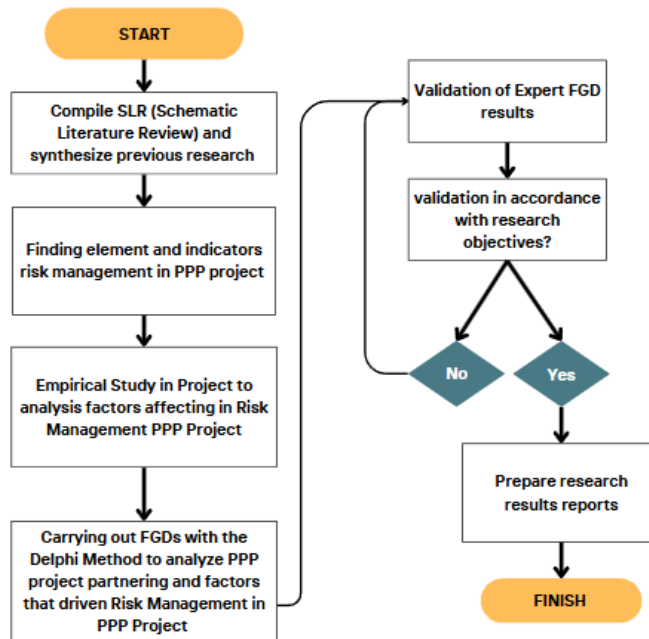 START
Compile SLR (Schematic
Literature Review) and
synthesize previous research
Finding element and indicators
risk management in PPP project
Empirical Study in Project to
analysis factors affecting in Risk
Management PPP Project
Carrying out FGDs with the
Delphi Method to analyze PPP
project partnering and factors
that driven Risk Management in
PPP Project
Validation of Expert FGD
results
validation in accordance
with research
objectives?
No
Yes
Prepare research
results reports
FINISH